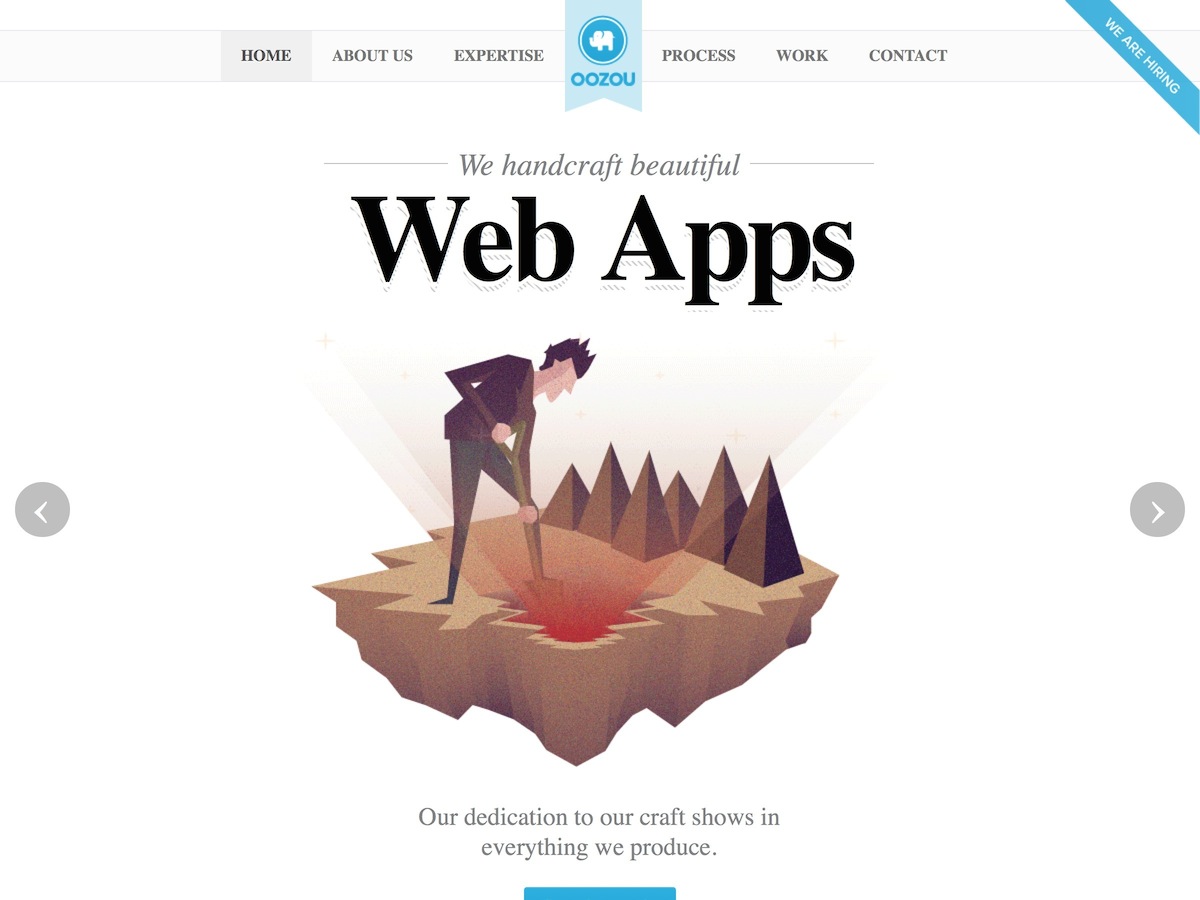 HOME ABOUT US EXPERTISE OOZOU PROCESS WORK CONTACT
WE ARE HIRING
We handcraft beautiful
Web Apps
Our dedication to our craft shows in
everything we produce.